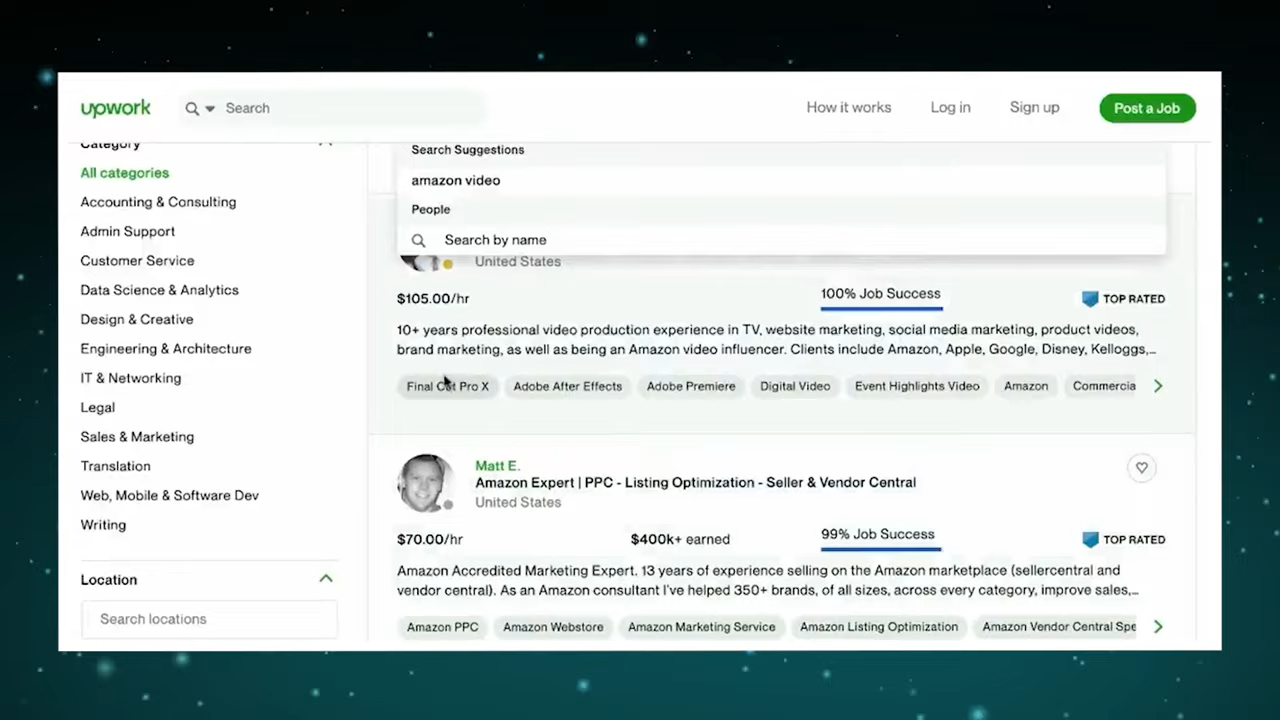 upwork
Search
How it works
Log in
Sign up
Post a Job
Category
All categories
Accounting & Consulting
Admin Support
Customer Service
Data Science & Analytics
Design & Creative
Engineering & Architecture
IT & Networking
Legal
Sales & Marketing
Translation
Web, Mobile & Software Dev
Writing
Location
Search locations
Search Suggestions
amazon video
People
Search by name
United States
$105.00/hr
100% Job Success
TOP RATED
10+ years professional video production experience in TV, website marketing, social media marketing, product videos,
brand marketing, as well as being an Amazon video influencer. Clients include Amazon, Apple, Google, Disney, Kelloggs,...
Final Cut Pro X
Adobe After Effects
Adobe Premiere
Digital Video
Event Highlights Video
Amazon
Commercia
Matt E.
Amazon Expert | PPC - Listing Optimization - Seller & Vendor Central
United States
$70.00/hr
$400k+ earned
99% Job Success
TOP RATED
Amazon Accredited Marketing Expert. 13 years of experience selling on the Amazon marketplace (sellercentral and
vendor central). As an Amazon consultant I've helped 350+ brands, of all sizes, across every category, improve sales,...
Amazon PPC
Amazon Webstore
Amazon Marketing Service
Amazon Listing Optimization
Amazon Vendor Central Spe